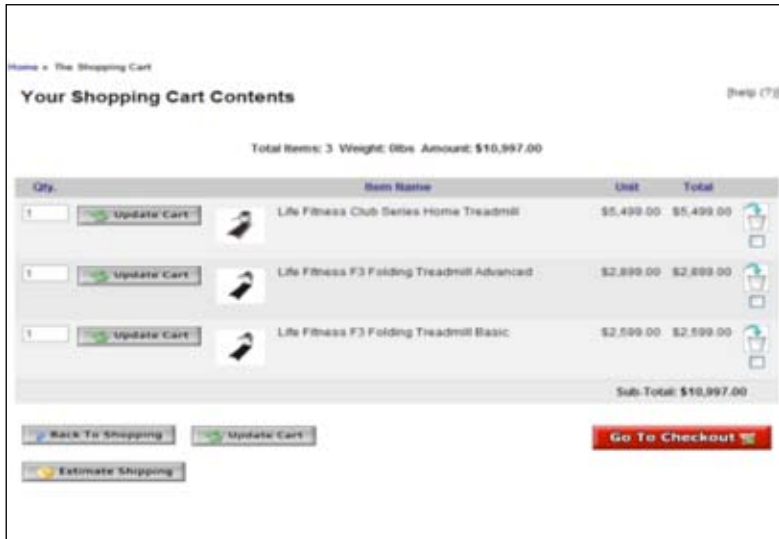 Home » The Shopping Cart
Your Shopping Cart Contents
[help (?)]
Total Items: 3 Weight: 0lbs Amount: $10,997.00
Qty. Item Name Unit Total
1 Update Cart Life Fitness Club Series Home Treadmill $5,499.00 $5,499.00
1 Update Cart Life Fitness F3 Folding Treadmill Advanced $2,899.00 $2,899.00
1 Update Cart Life Fitness F3 Folding Treadmill Basic $2,599.00 $2,599.00
Sub-Total: $10,997.00
Back To Shopping Update Cart Go To Checkout
Estimate Shipping